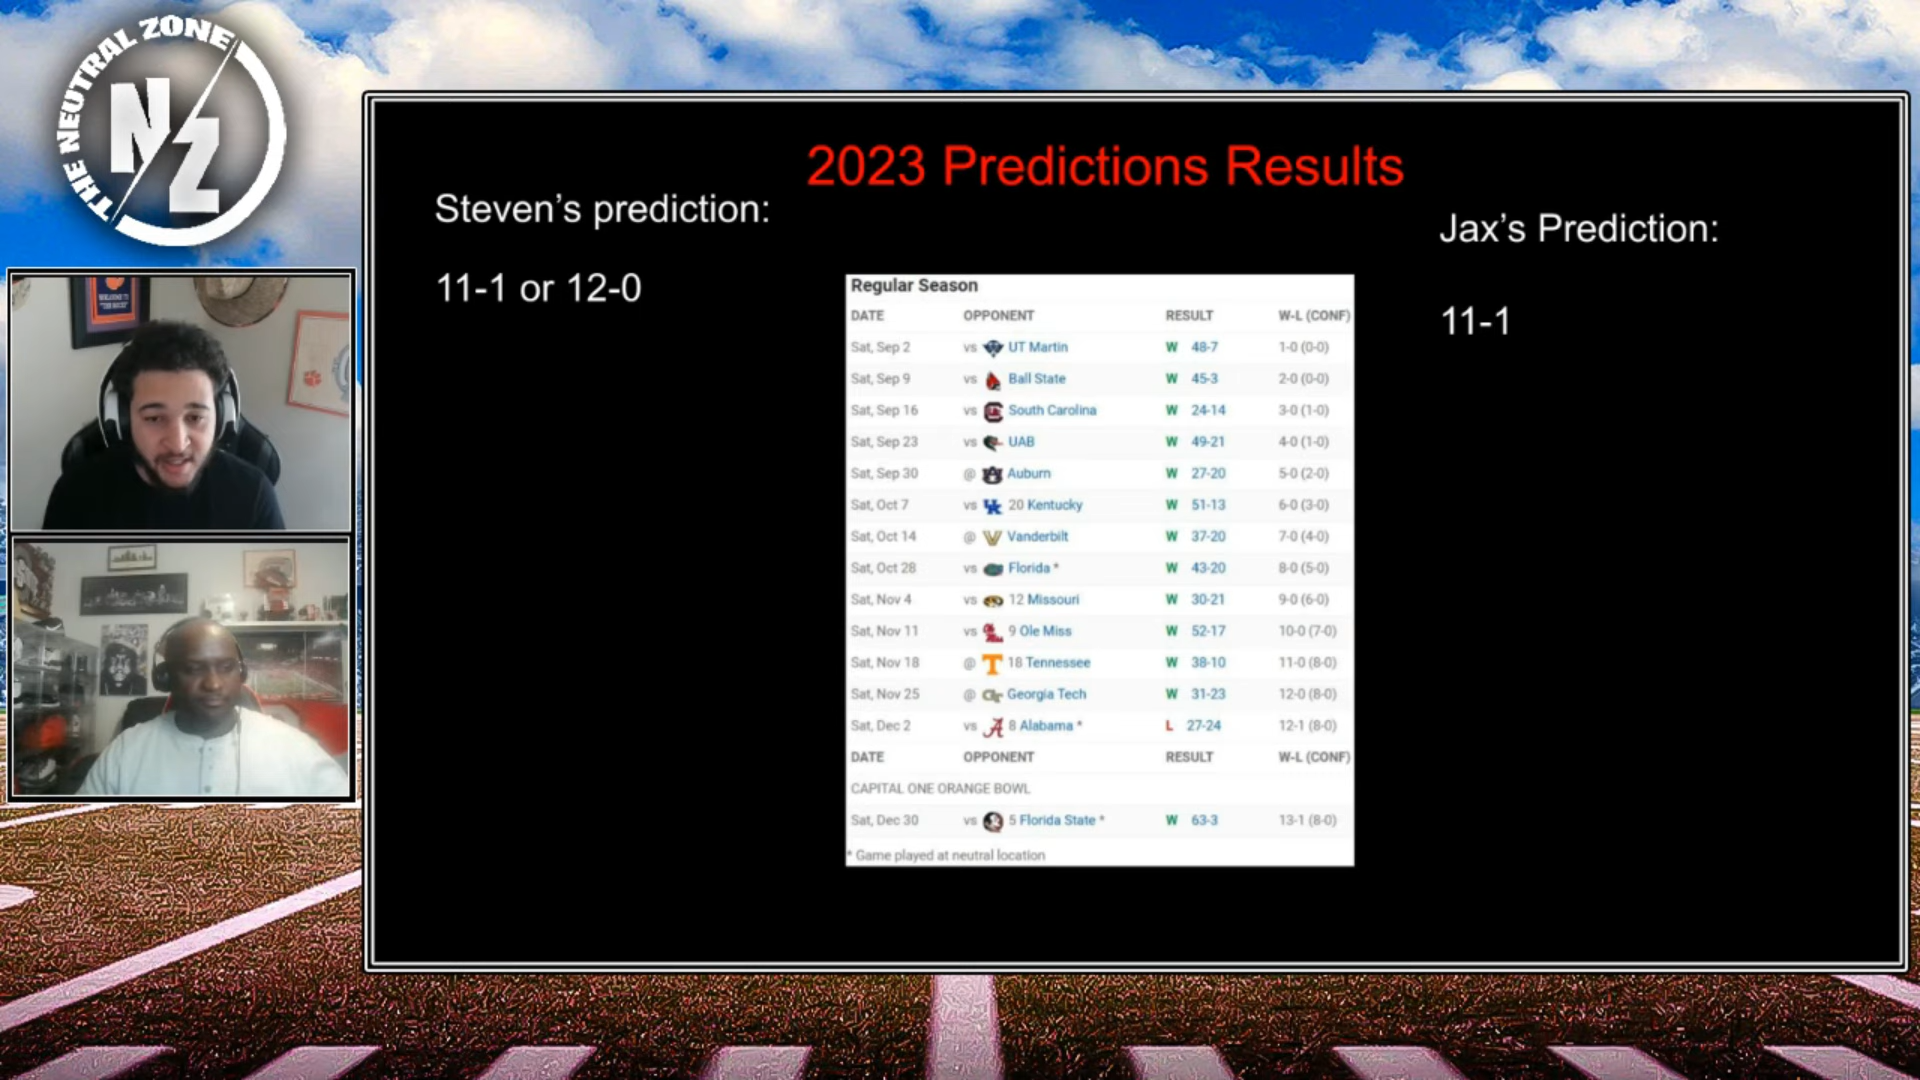 THE NEUTRAL ZONE
NZ
2023 Predictions Results
Steven's prediction:
11-1 or 12-0
Jax's Prediction:
11-1
Regular Season
DATE OPPONENT RESULT W-L (CONF)
Sat, Sep 2 vs UT Martin W 48-7 1-0 (0-0)
Sat, Sep 9 vs Ball State W 45-3 2-0 (0-0)
Sat, Sep 16 vs South Carolina W 24-14 3-0 (1-0)
Sat, Sep 23 vs UAB W 49-21 4-0 (1-0)
Sat, Sep 30 @ Auburn W 27-20 5-0 (2-0)
Sat, Oct 7 vs 20 Kentucky W 51-13 6-0 (3-0)
Sat, Oct 14 @ Vanderbilt W 37-20 7-0 (4-0)
Sat, Oct 28 vs Florida * W 43-20 8-0 (5-0)
Sat, Nov 4 vs 12 Missouri W 30-21 9-0 (6-0)
Sat, Nov 11 vs 9 Ole Miss W 52-17 10-0 (7-0)
Sat, Nov 18 @ 18 Tennessee W 38-10 11-0 (8-0)
Sat, Nov 25 @ Georgia Tech W 31-23 12-0 (8-0)
Sat, Dec 2 vs 8 Alabama * L 27-24 12-1 (8-0)
DATE OPPONENT RESULT W-L (CONF)
CAPITAL ONE ORANGE BOWL
Sat, Dec 30 vs 5 Florida State * W 63-3 13-1 (8-0)
* Game played at neutral location